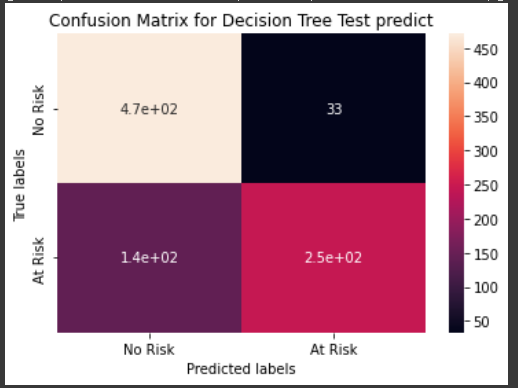 Confusion Matrix for Decision Tree Test predict
No Risk
At Risk
True labels
4.7e+02
33
1.4e+02
2.5e+02
No Risk
At Risk
Predicted labels
450
400
350
300
250
200
150
100
50